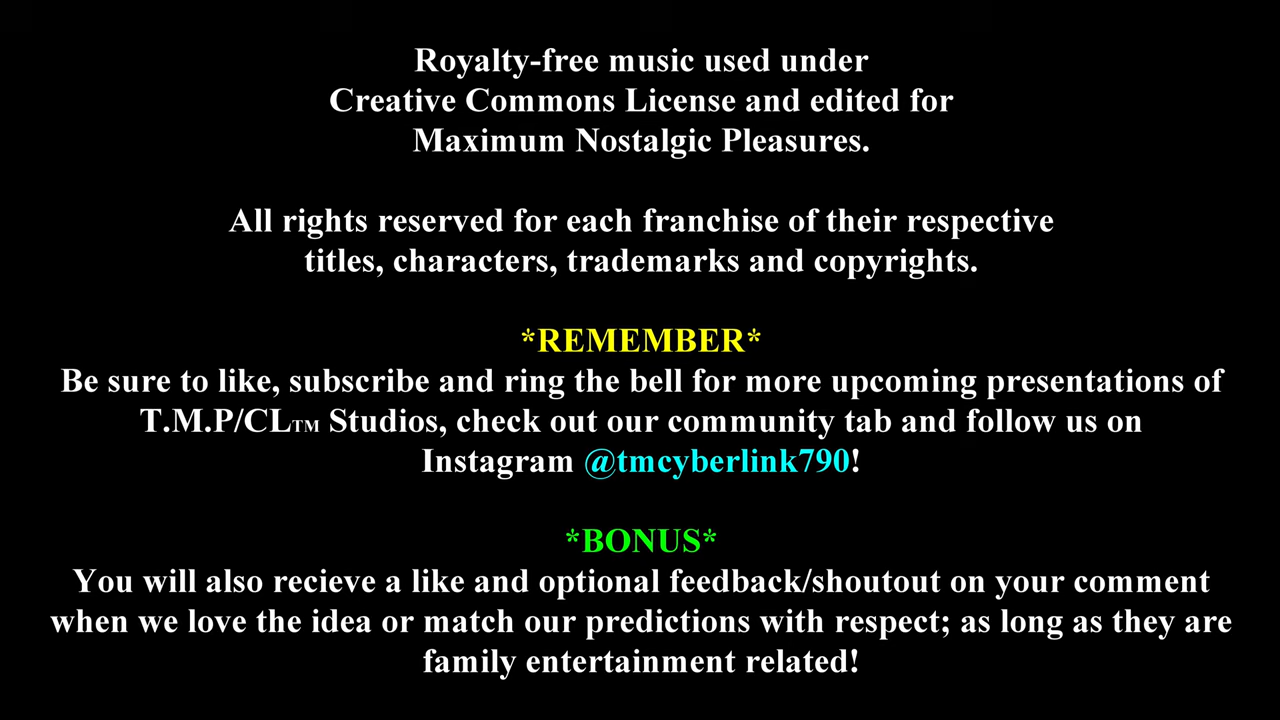 Royalty-free music used under
Creative Commons License and edited for
Maximum Nostalgic Pleasures.
All rights reserved for each franchise of their respective
titles, characters, trademarks and copyrights.
*REMEMBER*
Be sure to like, subscribe and ring the bell for more upcoming presentations of
T.M.P/CL™ Studios, check out our community tab and follow us on
Instagram @tmcyberlink790!
*BONUS*
You will also recieve a like and optional feedback/shoutout on your comment
when we love the idea or match our predictions with respect; as long as they are
family entertainment related!